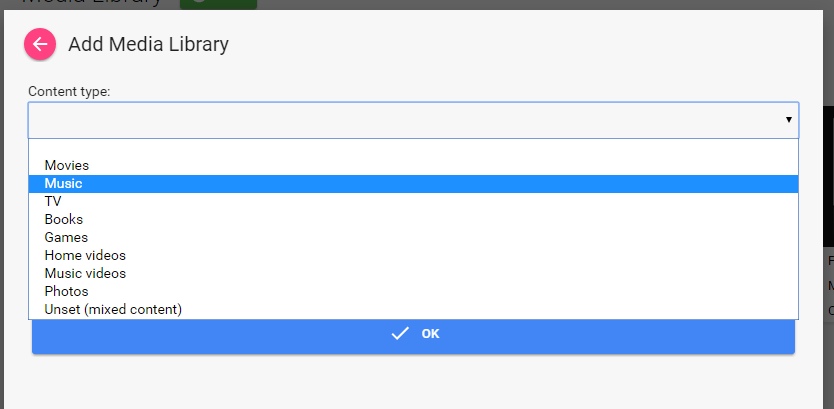 Media Library
Add Media Library
Content type:
Movies
Music
TV
Books
Games
Home videos
Music videos
Photos
Unset (mixed content)
OK